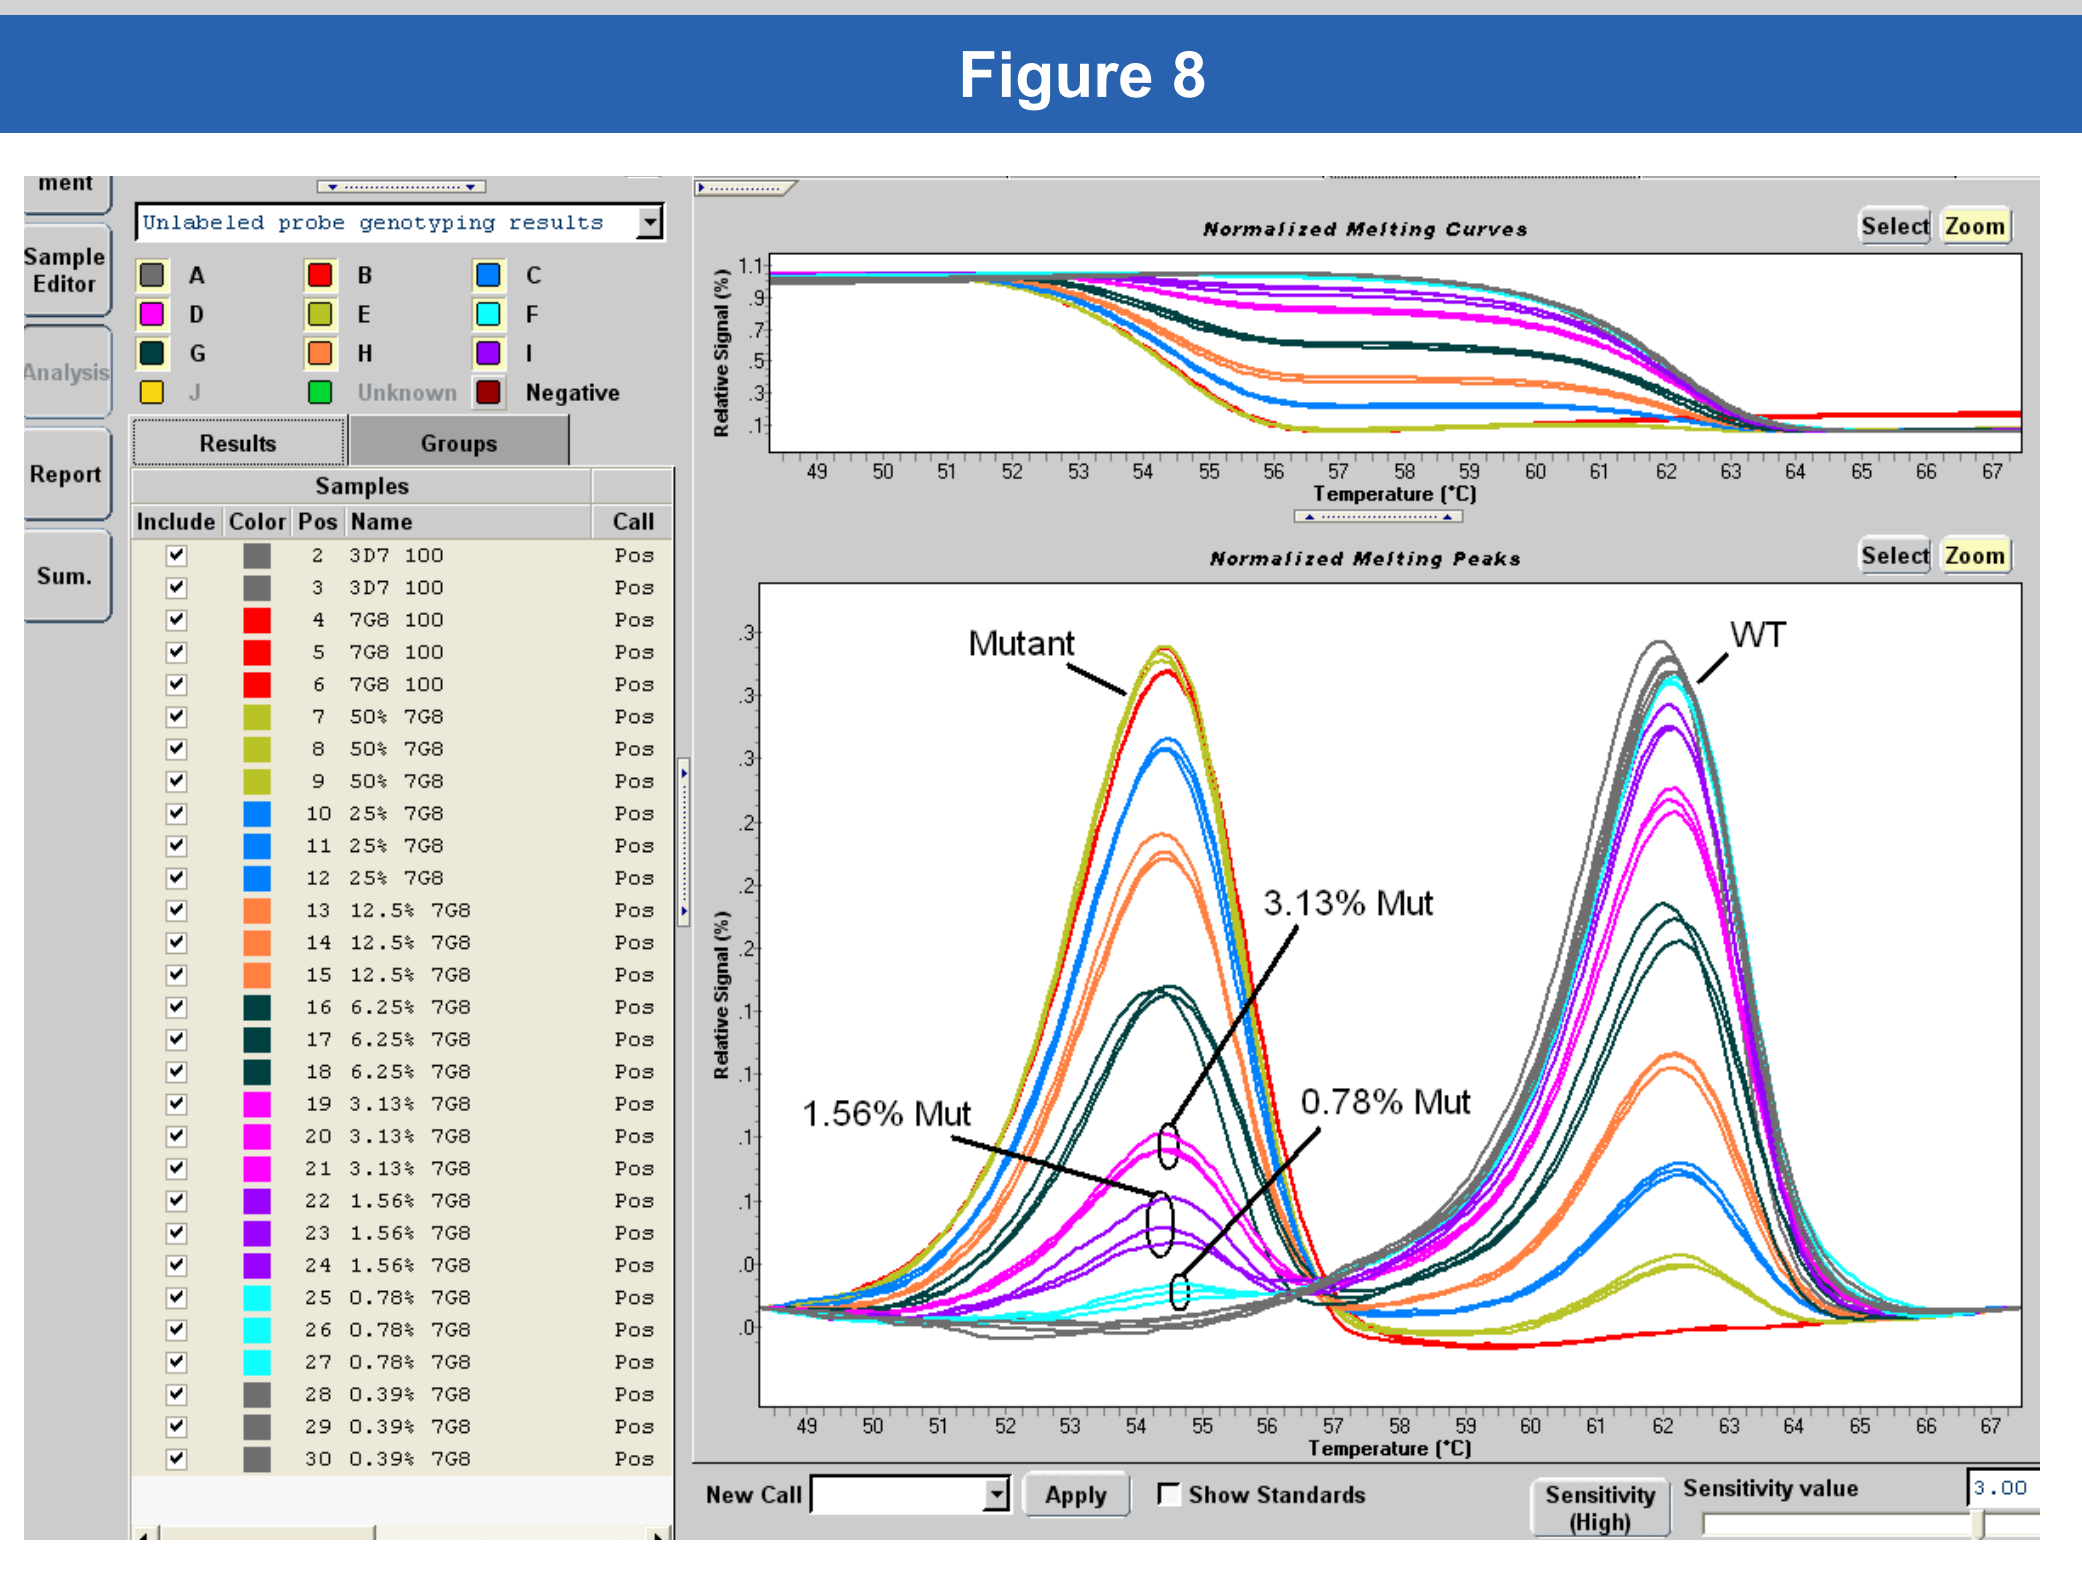 Figure 8
ment
Sample
Editor
Analysis
Report
Sum.
Unlabeled probe genotyping results
A B C
D E F
G H I
J Unknown Negative
Results Groups
Samples
Include Color Pos Name Call
2 3D7 100 Pos
3 3D7 100 Pos
4 7G8 100 Pos
5 7G8 100 Pos
6 7G8 100 Pos
7 50% 7G8 Pos
8 50% 7G8 Pos
9 50% 7G8 Pos
10 25% 7G8 Pos
11 25% 7G8 Pos
12 25% 7G8 Pos
13 12.5% 7G8 Pos
14 12.5% 7G8 Pos
15 12.5% 7G8 Pos
16 6.25% 7G8 Pos
17 6.25% 7G8 Pos
18 6.25% 7G8 Pos
19 3.13% 7G8 Pos
20 3.13% 7G8 Pos
21 3.13% 7G8 Pos
22 1.56% 7G8 Pos
23 1.56% 7G8 Pos
24 1.56% 7G8 Pos
25 0.78% 7G8 Pos
26 0.78% 7G8 Pos
27 0.78% 7G8 Pos
28 0.39% 7G8 Pos
29 0.39% 7G8 Pos
30 0.39% 7G8 Pos
Normalized Melting Curves
Select Zoom
Relative Signal (%)
1.1
.9
.7
.5
.3
.1
49 50 51 52 53 54 55 56 57 58 59 60 61 62 63 64 65 66 67
Temperature (°C)
Normalized Melting Peaks
Select Zoom
Relative Signal (%)
.3
.3
.3
.2
.2
.2
.1
.1
.1
.1
.0
.0
Mutant
WT
3.13% Mut
1.56% Mut
0.78% Mut
49 50 51 52 53 54 55 56 57 58 59 60 61 62 63 64 65 66 67
Temperature (°C)
New Call Apply Show Standards
Sensitivity
(High)
Sensitivity value 3.00